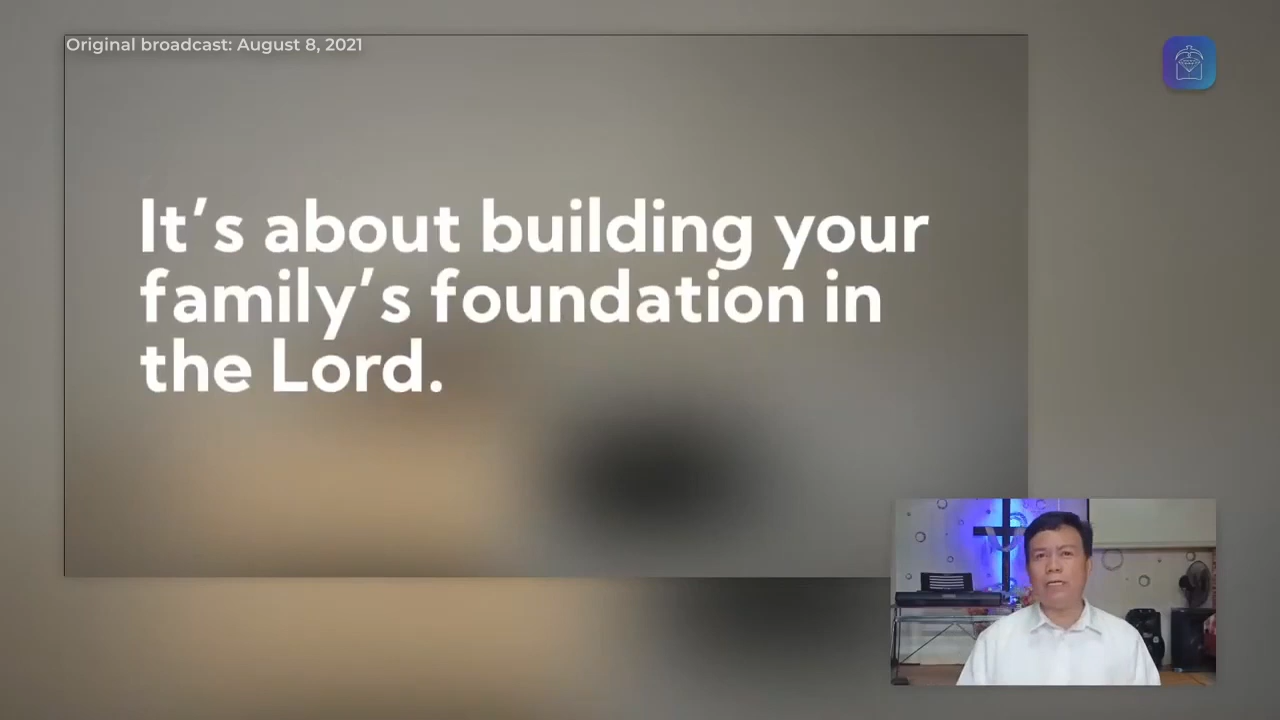 Original broadcast: August 8, 2021
It’s about building your
family’s foundation in
the Lord.